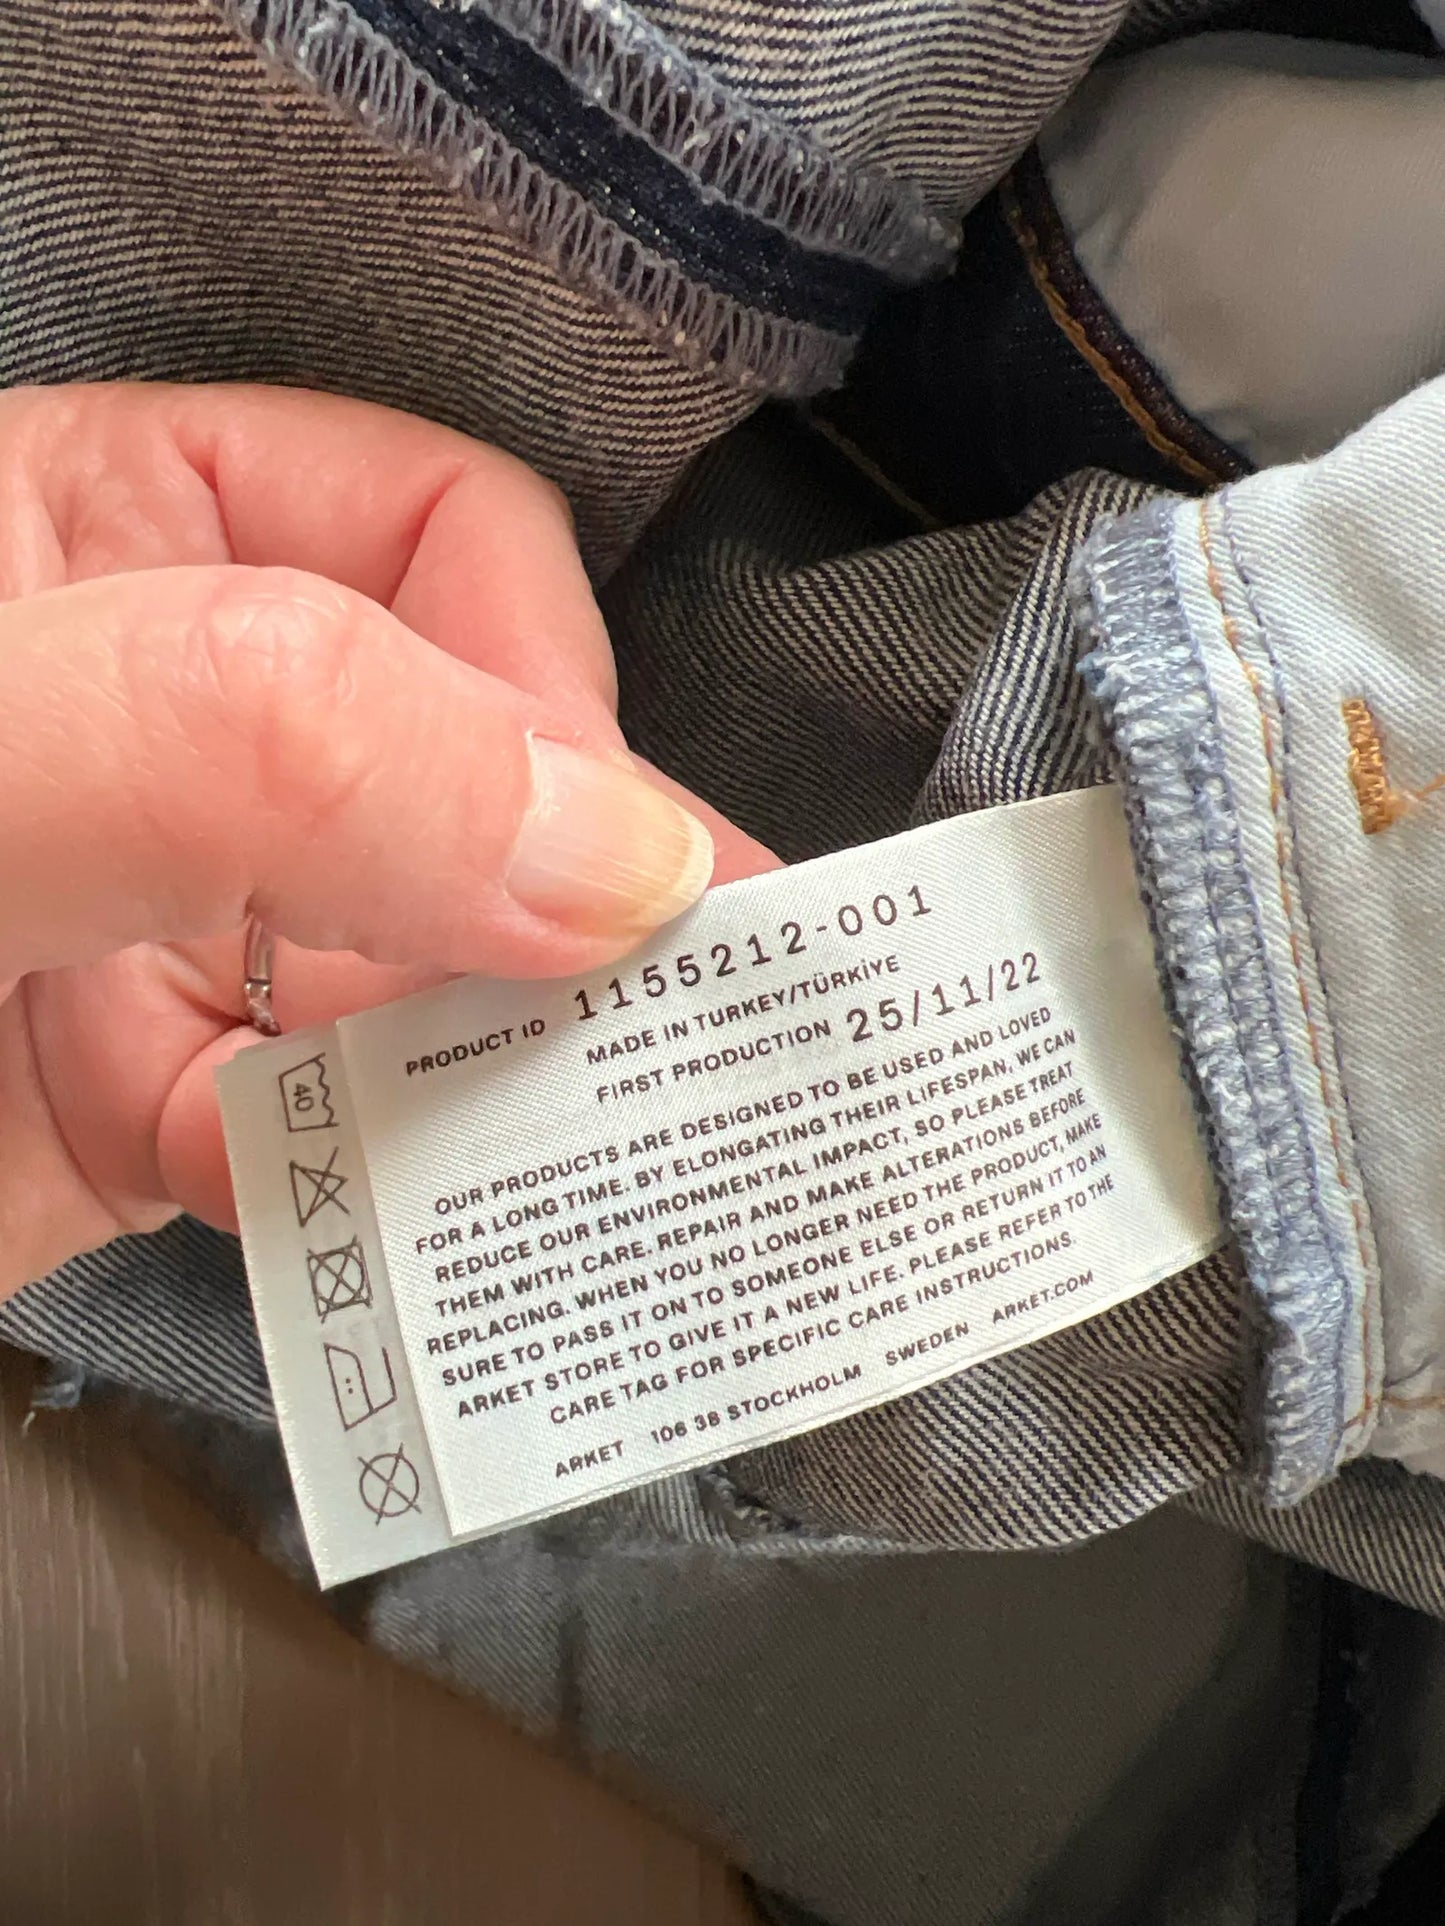 PRODUCT ID 1155212-001
MADE IN TURKEY/TÜRKİYE
FIRST PRODUCTION 25/11/22
OUR PRODUCTS ARE DESIGNED TO BE USED AND LOVED
FOR A LONG TIME. BY ELONGATING THEIR LIFESPAN, WE CAN
REDUCE OUR ENVIRONMENTAL IMPACT, SO PLEASE TREAT
THEM WITH CARE. REPAIR AND MAKE ALTERATIONS BEFORE
REPLACING. WHEN YOU NO LONGER NEED THE PRODUCT, MAKE
SURE TO PASS IT ON TO SOMEONE ELSE OR RETURN IT TO AN
ARKET STORE TO GIVE IT A NEW LIFE. PLEASE REFER TO THE
CARE TAG FOR SPECIFIC CARE INSTRUCTIONS.
ARKET 106 38 STOCKHOLM SWEDEN ARKET.COM
40